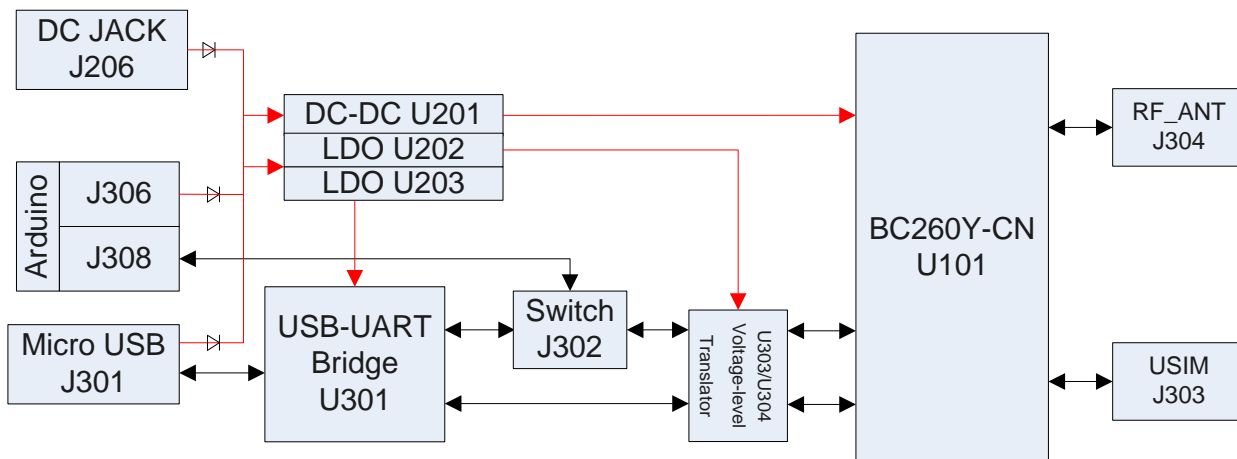 DC JACK
J206
DC-DC U201
LDO U202
LDO U203
Arduino
J306
J308
Micro USB
J301
USB-UART
Bridge
U301
Switch
J302
U303/U304
Voltage-level
Translator
BC260Y-CN
U101
RF_ANT
J304
USIM
J303